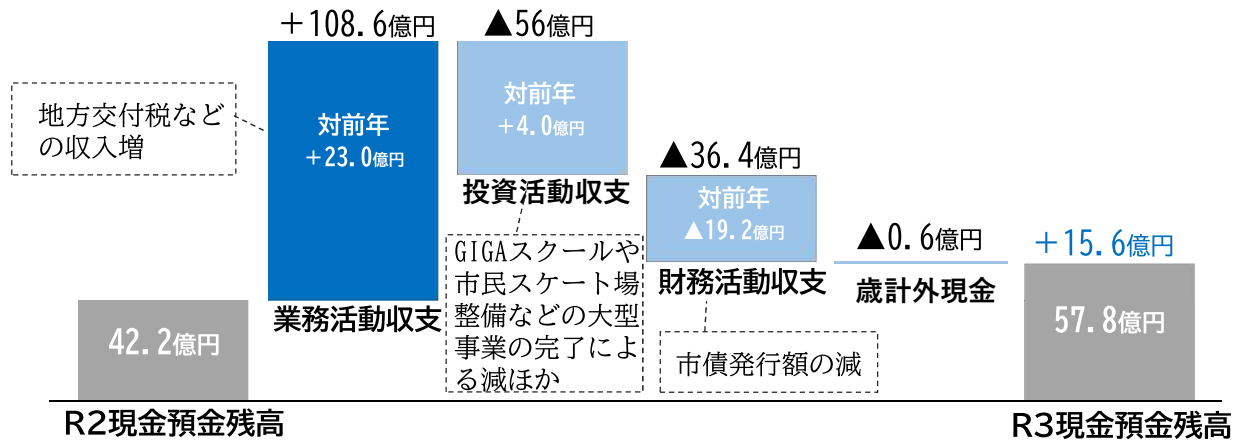 ＋108.6億円
▲56億円
地方交付税など
の収入増
対前年
＋23.0億円
対前年
＋4.0億円
▲36.4億円
投資活動収支
対前年
▲19.2億円
▲0.6億円
＋15.6億円
GIGAスクールや
市民スケート場
整備などの大型
事業の完了によ
る減ほか
財務活動収支
歳計外現金
業務活動収支
42.2億円
57.8億円
市債発行額の減
R2現金預金残高
R3現金預金残高